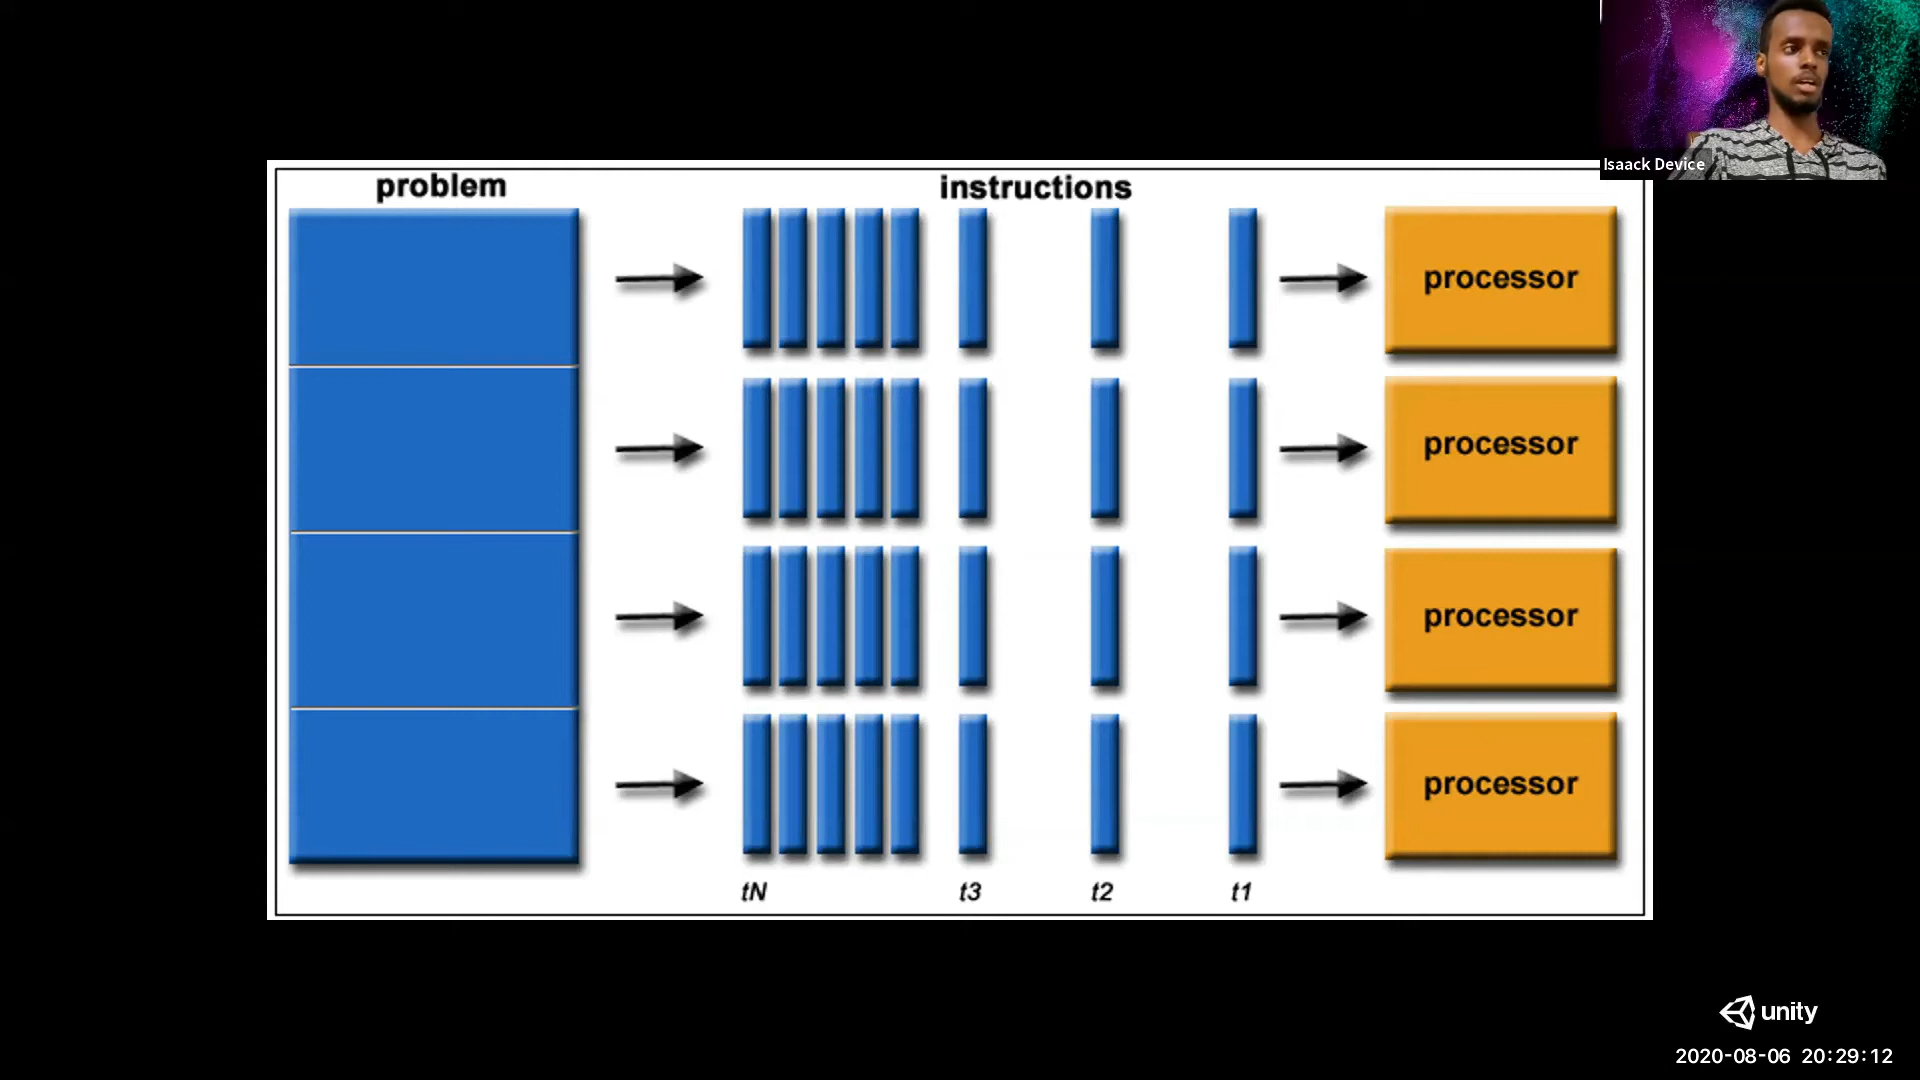 Isaack Device
problem
instructions
processor
processor
processor
processor
tN
t3
t2
t1
unity
2020-08-06 20:29:12